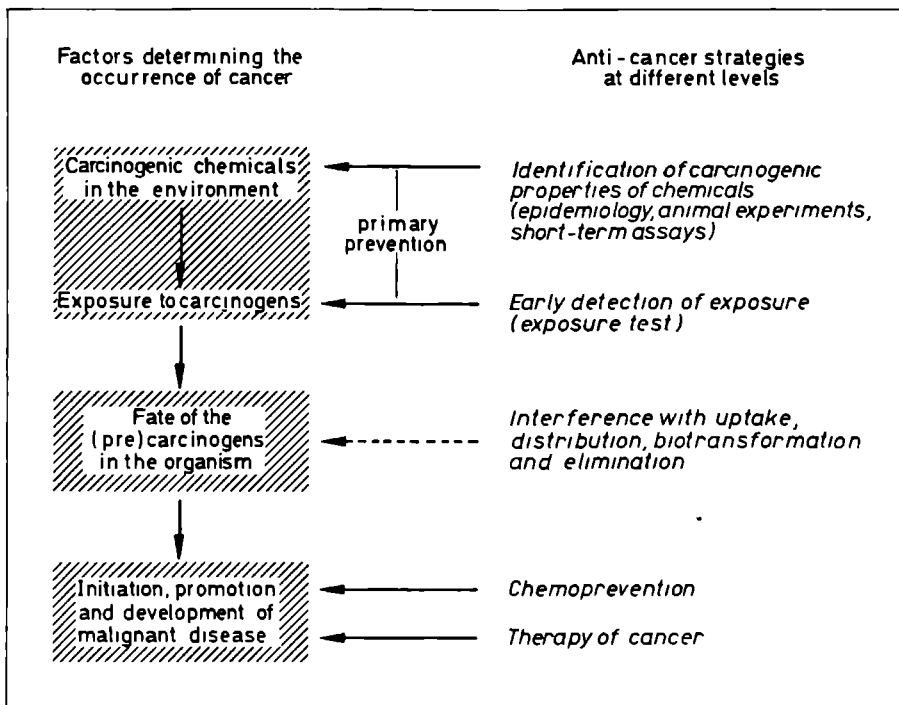 Factors determining the
occurrence of cancer
Anti-cancer strategies
at different levels
Carcinogenic chemicals
in the environment
Identification of carcinogenic
properties of chemicals
(epidemiology, animal experiments,
short-term assays)
primary
prevention
Exposure to carcinogens
Early detection of exposure
(exposure test)
Fate of the
(pre)carcinogens
in the organism
Interference with uptake,
distribution, biotransformation
and elimination
Initiation, promotion
and development of
malignant disease
Chemoprevention
Therapy of cancer